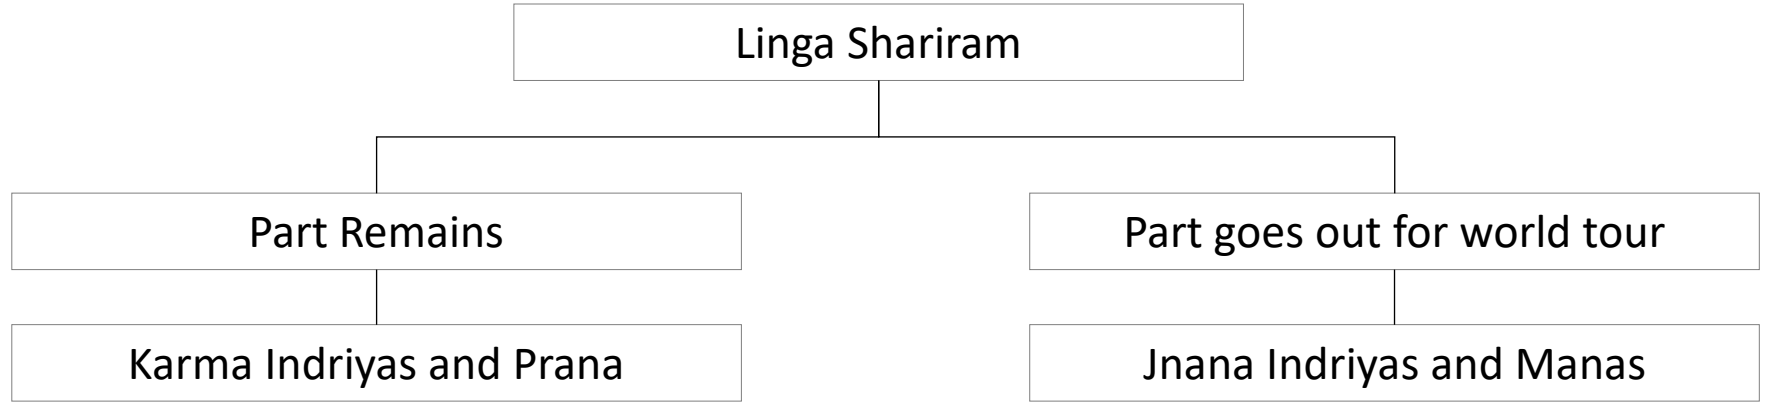 Linga Shariram
Part Remains
Part goes out for world tour
Karma Indriyas and Prana
Jnana Indriyas and Manas